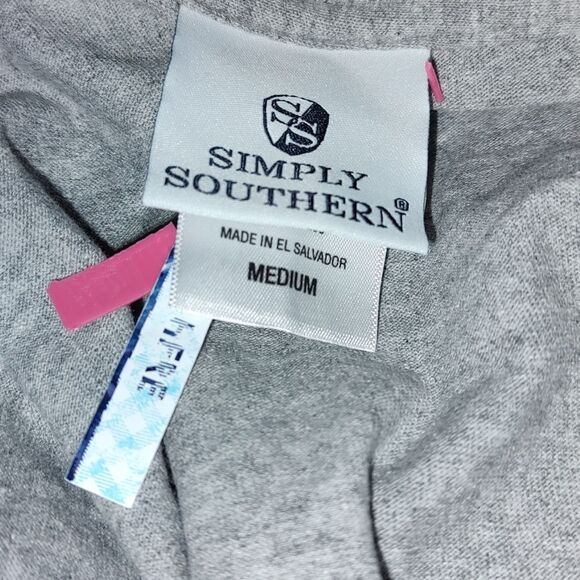 SS
SIMPLY
SOUTHERN®
MADE IN EL SALVADOR
MEDIUM